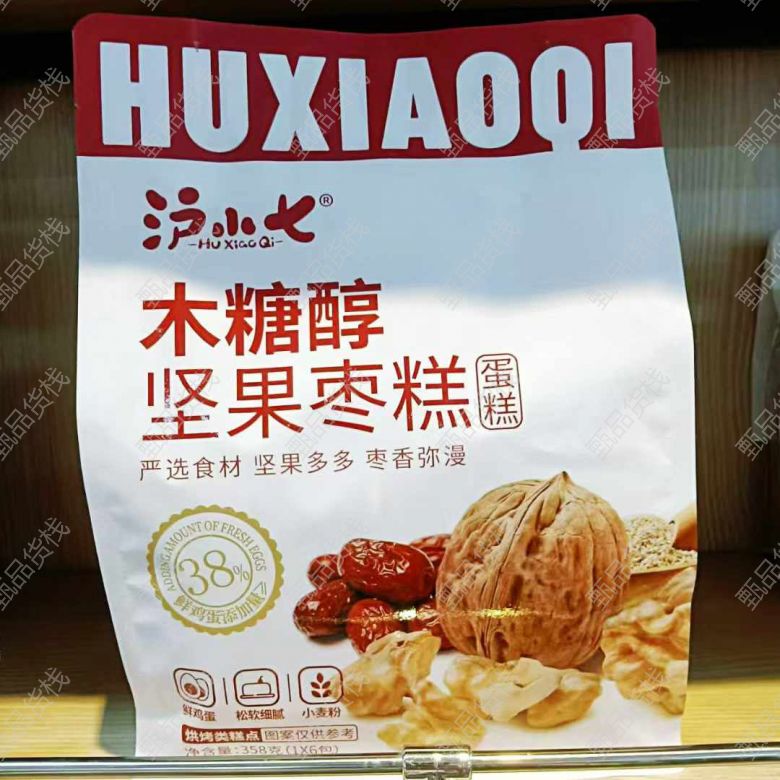 HUXIAOQI
沪小七®
-Hu Xiao Qi-
木糖醇
坚果枣糕
蛋糕
严选食材 坚果多多 枣香弥漫
ADDING AMOUNT OF FRESH EGGS
38%
鲜鸡蛋添加量
鲜鸡蛋
松软细腻
小麦粉
烘烤类糕点
图案仅供参考
净含量:358克(1X6包)
甄品货栈